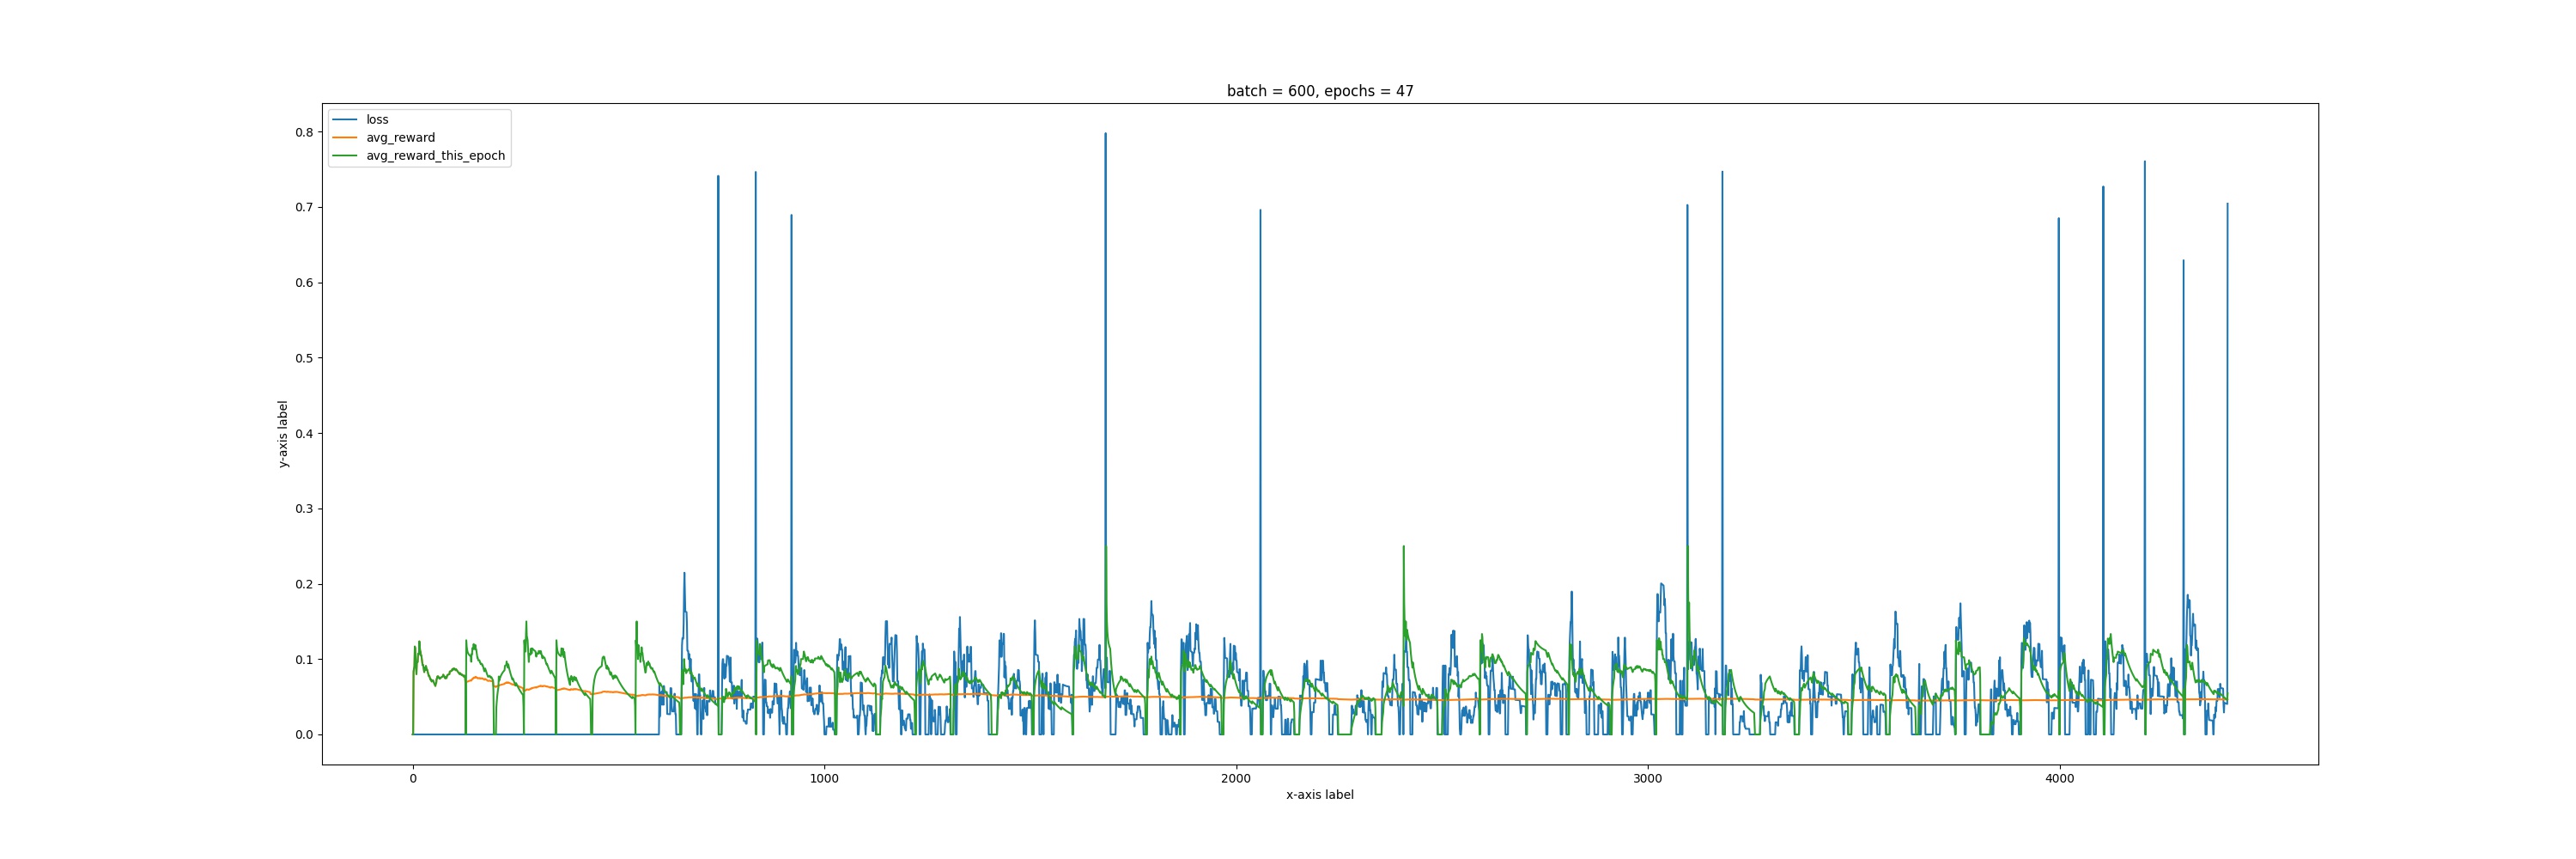 batch = 600, epochs = 47
loss
avg_reward
avg_reward_this_epoch
0.8
0.7
0.6
0.5
0.4
0.3
0.2
0.1
0.0
y-axis label
0 1000 2000 3000 4000
x-axis label